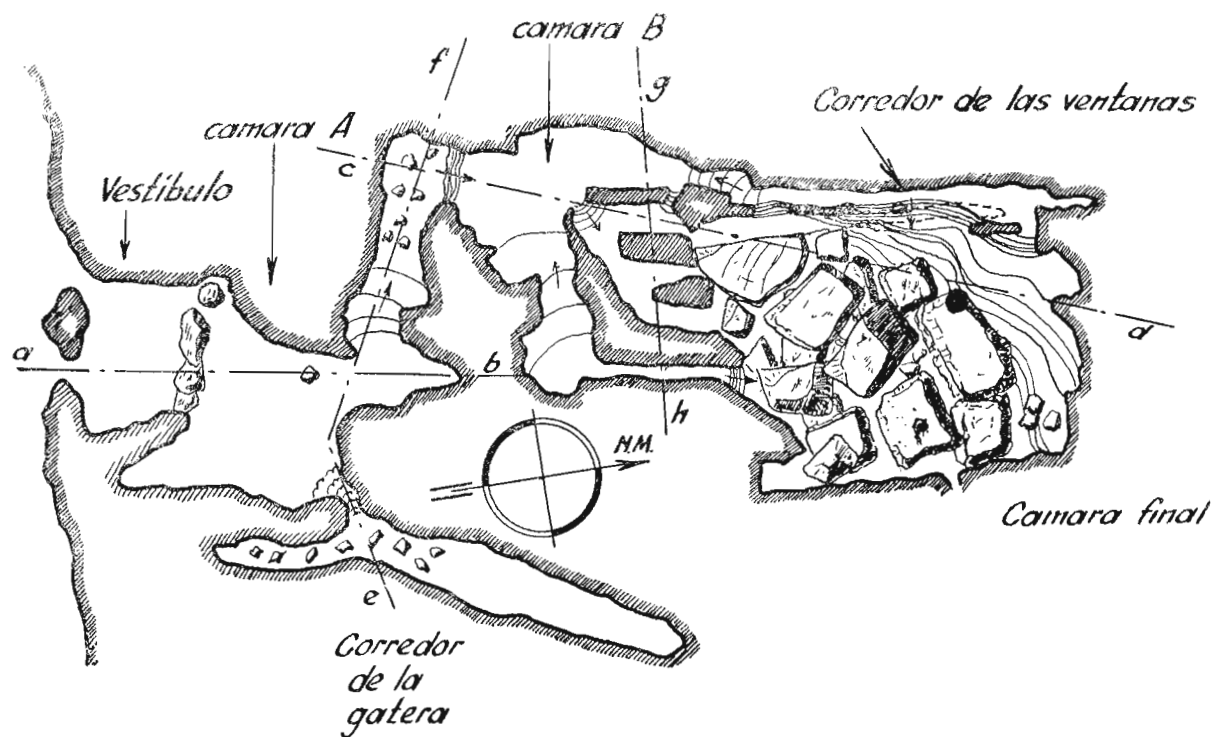 camara B
f
g
Corredor de las ventanas
camara A
c
Vestíbulo
a
b
d
h
N.M.
Camara final
e
Corredor
de la
gatera